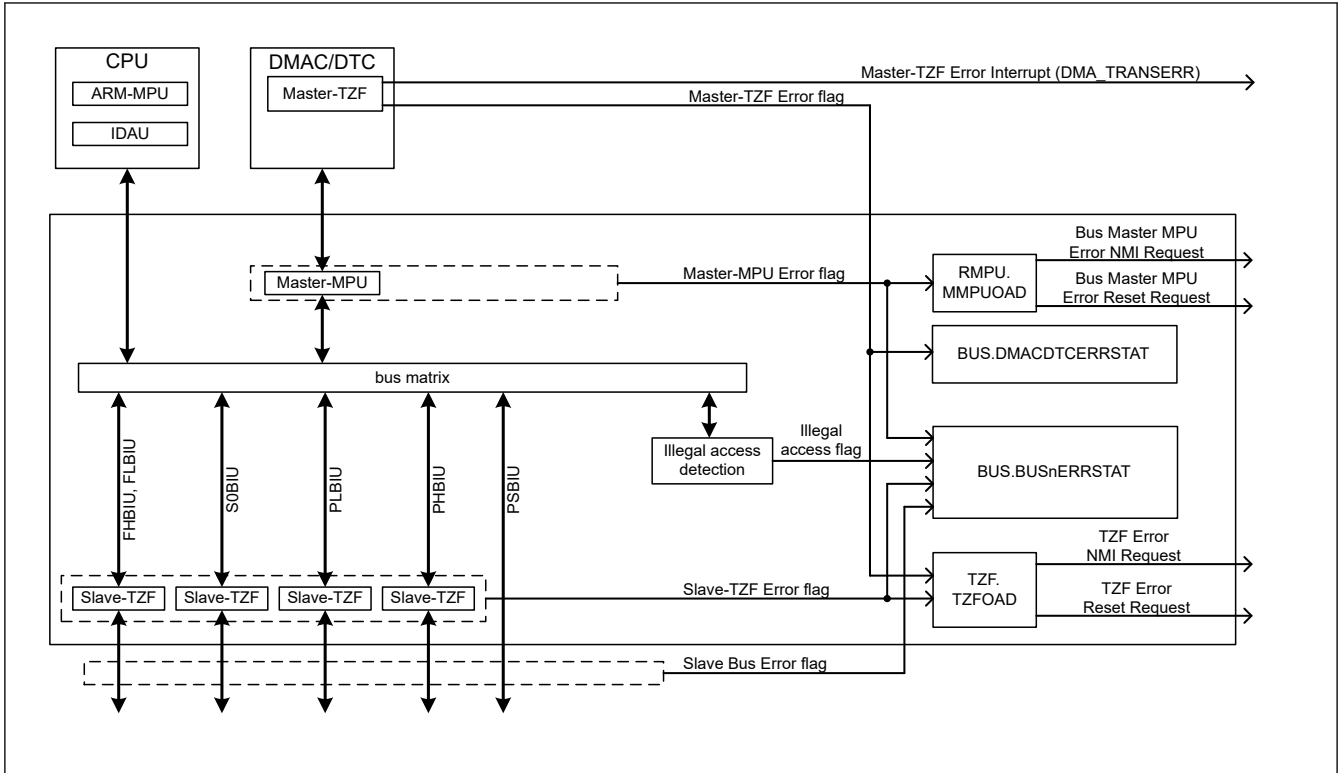 CPU
ARM-MPU
IDAU
DMAC/DTC
Master-TZF
Master-TZF Error Interrupt (DMA_TRANSERR)
Master-TZF Error flag
Master-MPU
Master-MPU Error flag
RMPU.
MMPUOAD
Bus Master MPU
Error NMI Request
Bus Master MPU
Error Reset Request
BUS.DMACDTCERRSTAT
bus matrix
FHBIU, FLBIU
S0BIU
PLBIU
PHBIU
PSBIU
Illegal access
detection
Illegal
access flag
BUS.BUSnERRSTAT
Slave-TZF
Slave-TZF
Slave-TZF
Slave-TZF
Slave-TZF Error flag
TZF.
TZFOAD
TZF Error
NMI Request
TZF Error
Reset Request
Slave Bus Error flag